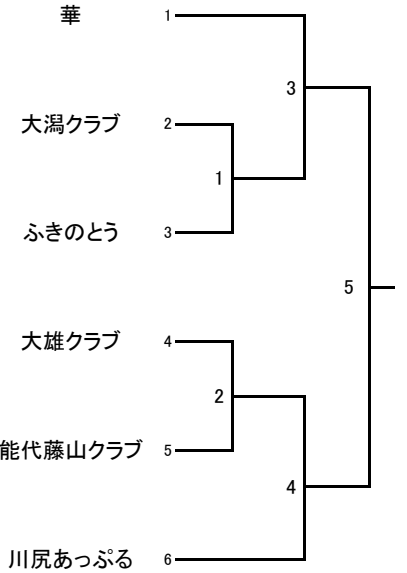 華 1
3
大潟クラブ 2
1
ふきのとう 3
5
大雄クラブ 4
2
能代藤山クラブ 5
4
川尻あっぷる 6